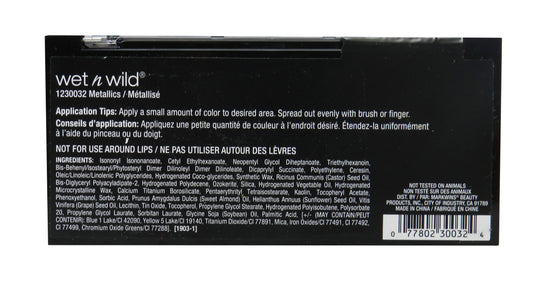 wet n wild®
1230032 Metallics / Métallisé
Application Tips: Apply a small amount of color to desired area. Spread out evenly with brush or finger.
Conseils d'application: Appliquez une petite quantité de couleur à l'endroit désiré. Étendez-la uniformément
à l'aide du pinceau ou du doigt.
NOT FOR USE AROUND LIPS / NE PAS UTILISER AUTOUR DES LÈVRES
INGREDIENTS: Isononyl Isononanoate, Cetyl Ethylhexanoate, Neopentyl Glycol Diheptanoate, Triethylhexanoin,
Bis-Behenyl/Isostearyl/Phytosteryl Dimer Dilinoleyl Dimer Dilinoleate, Dicapryl Succinate, Polyethylene, Ceresin,
Oleic/Linoleic/Linolenic Polyglycerides, Hydrogenated Coco-glycerides, Synthetic Wax, Ricinus Communis (Castor) Seed Oil,
Bis-Diglyceryl Polyacyladipate-2, Hydrogenated Polydecene, Ozokerite, Silica, Hydrogenated Vegetable Oil, Hydrogenated
Microcrystalline Wax, Calcium Titanium Borosilicate, Pentaerythrityl Tetraisostearate, Kaolin, Tocopheryl Acetate,
Phenoxyethanol, Sorbic Acid, Prunus Amygdalus Dulcis (Sweet Almond) Oil, Helianthus Annuus (Sunflower) Seed Oil, Vitis
Vinifera (Grape) Seed Oil, Lecithin, Tin Oxide, Tocopherol, Propylene Glycol Stearate, Hydrogenated Polyisobutene, Polysorbate
20, Propylene Glycol Laurate, Sorbitan Laurate, Glycine Soja (Soybean) Oil, Palmitic Acid, [+/- (MAY CONTAIN/PEUT
CONTENIR): Blue 1 Lake/CI 42090, Yellow 5 Lake/CI 19140, Titanium Dioxide/CI 77891, Mica, Iron Oxides/CI 77491, CI 77492,
CI 77499, Chromium Oxide Greens/CI 77288]. [1903-1]
NOT TESTED ON ANIMALS
NON TESTÉ SUR DES ANIMAUX
DIST. BY / PAR: MARKWINS® BEAUTY
PRODUCTS, INC., CITY OF INDUSTRY, CA 91789
MADE IN CHINA / FABRIQUÉ EN CHINE
0 77802 30032 4